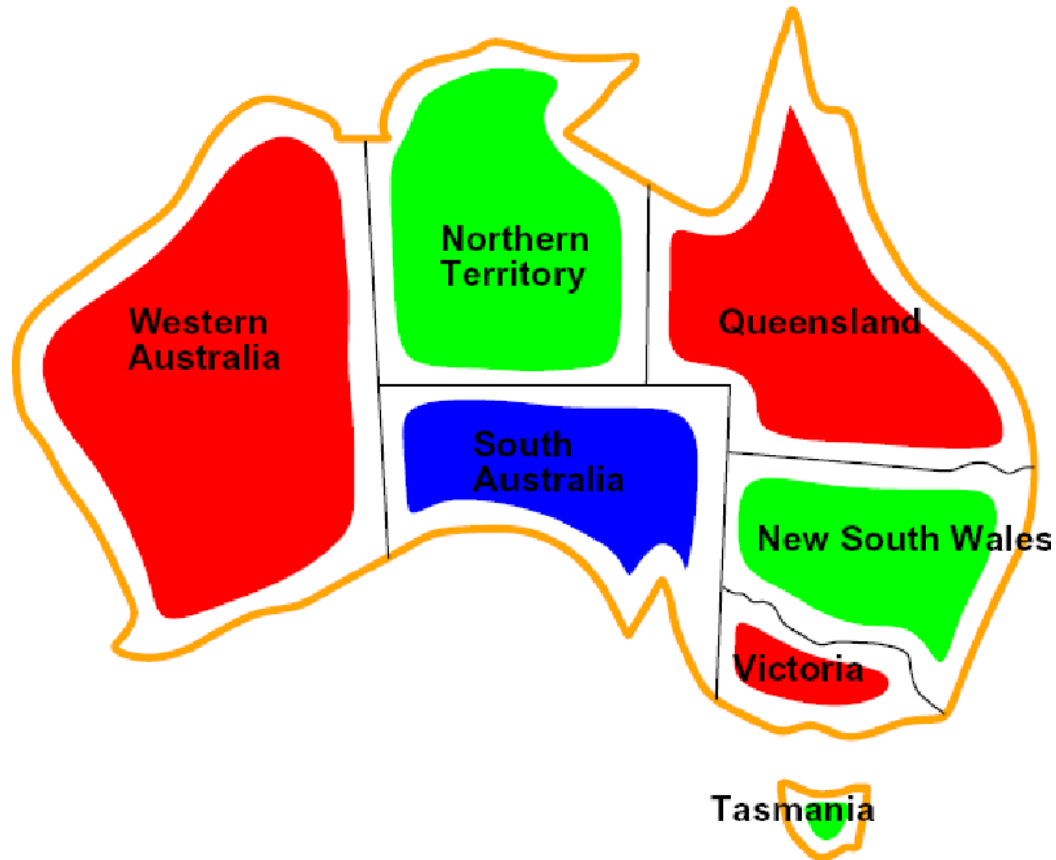 Northern
Territory
Western
Australia
Queensland
South
Australia
New South Wales
Victoria
Tasmania